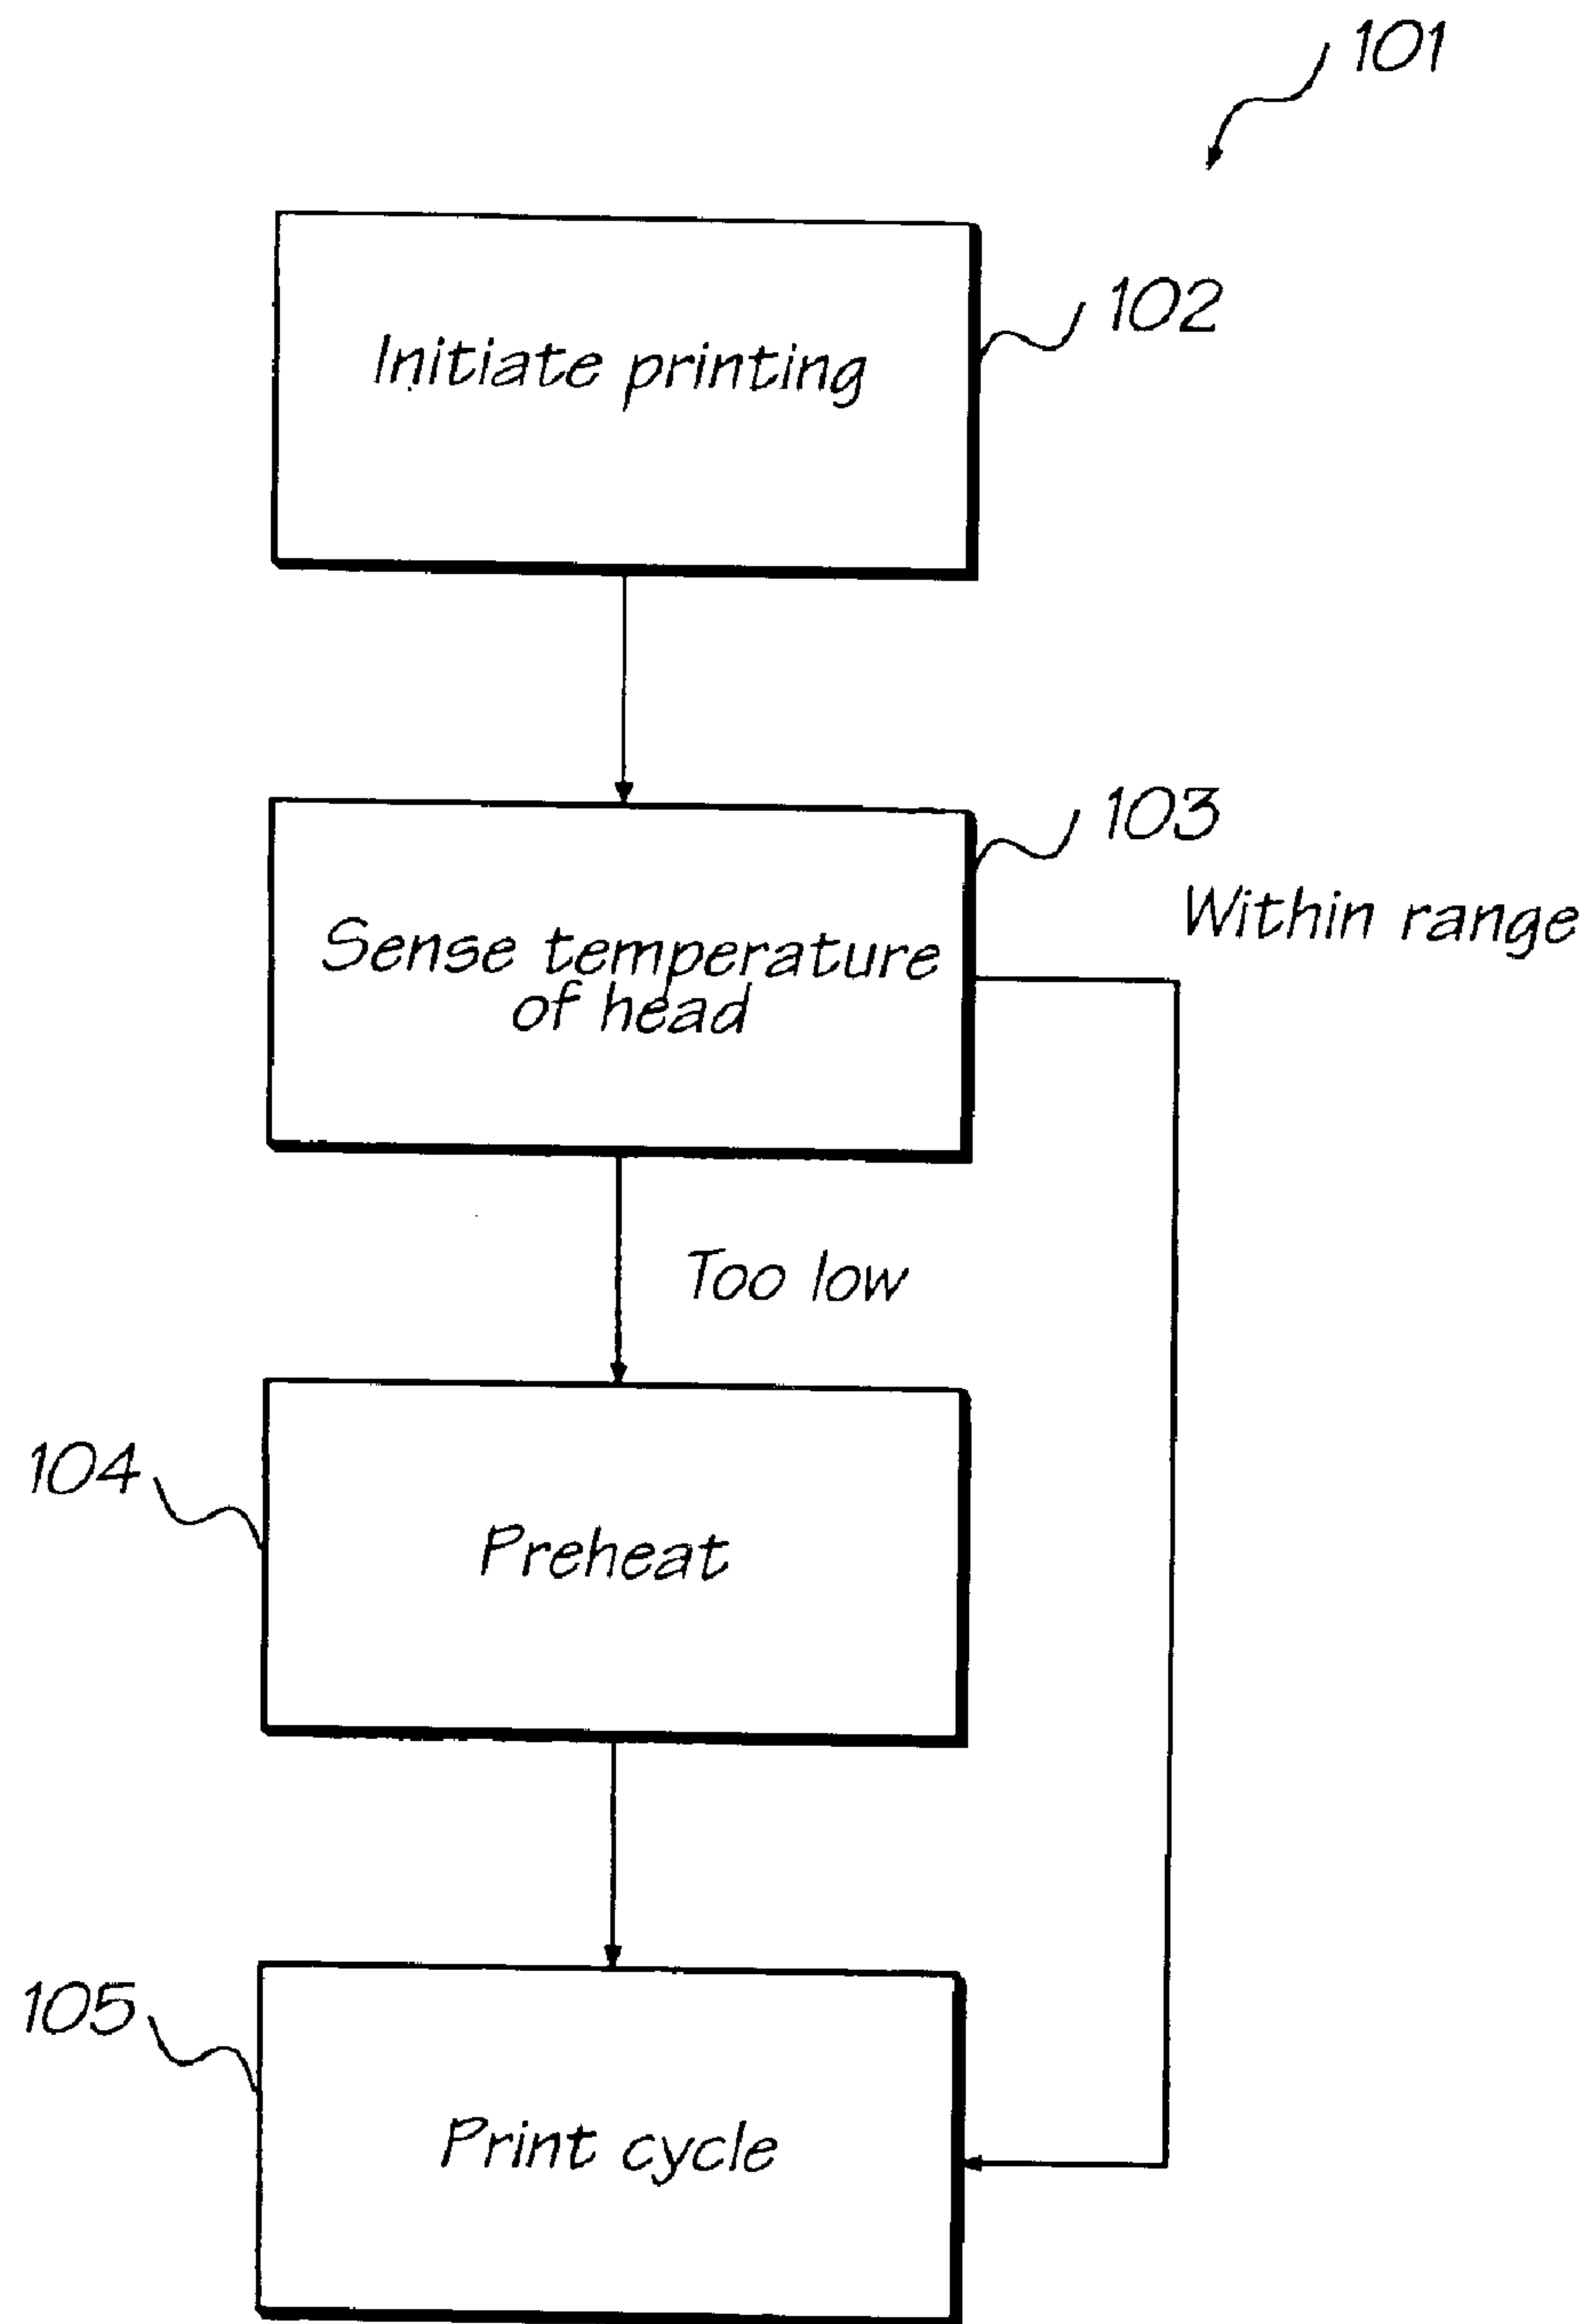 101
Initiate printing
102
103
Within range
Sense temperature
of head
Too low
104
Preheat
105
Print cycle